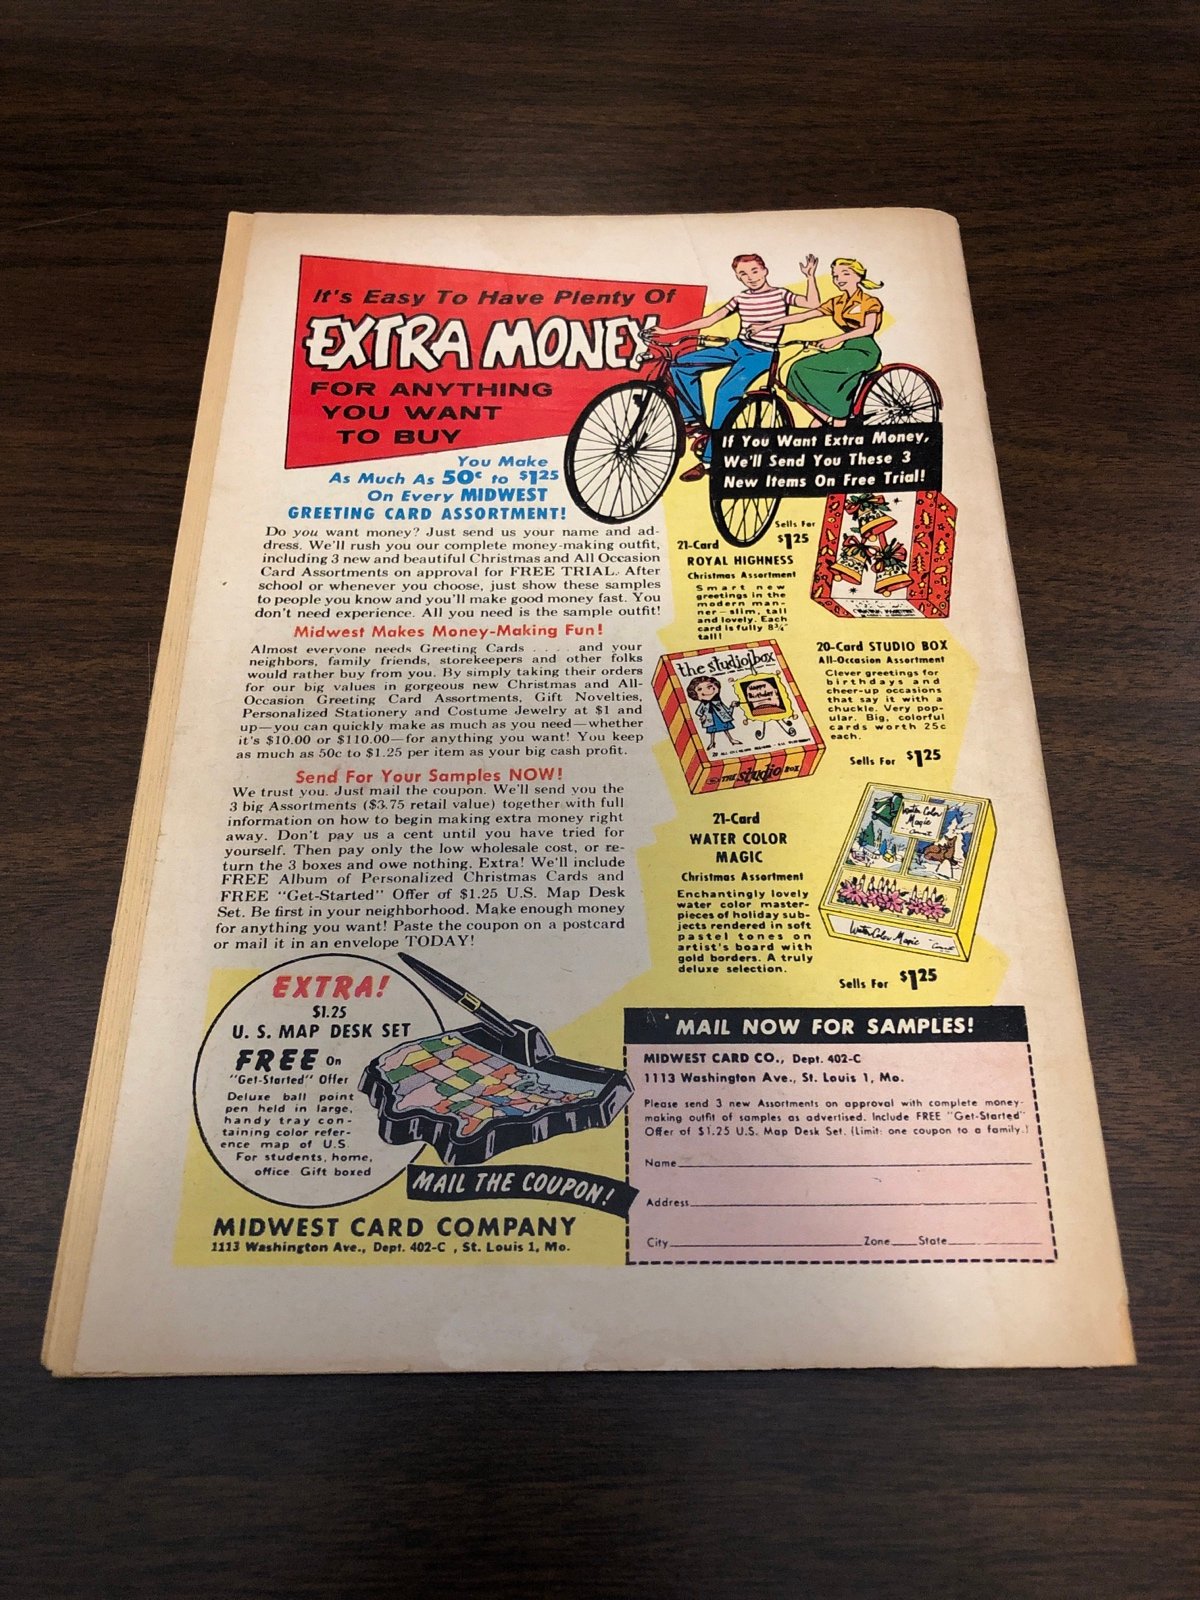 It's Easy To Have Plenty Of
EXTRA MONEY
FOR ANYTHING
YOU WANT
TO BUY
You Make
As Much As 50¢ to $1.25
On Every MIDWEST
GREETING CARD ASSORTMENT!
Do you want money? Just send us your name and ad-
dress. We'll rush you our complete money-making outfit,
including 3 new and beautiful Christmas and All Occasion
Card Assortments on approval for FREE TRIAL. After
school or whenever you choose, just show these samples
to people you know and you'll make good money fast. You
don't need experience. All you need is the sample outfit!
Midwest Makes Money-Making Fun!
Almost everyone needs Greeting Cards . . . . and your
neighbors, family friends, storekeepers and other folks
would rather buy from you. By simply taking their orders
for our big values in gorgeous new Christmas and All-
Occasion Greeting Card Assortments, Gift Novelties,
Personalized Stationery and Costume Jewelry at $1 and
up—you can quickly make as much as you need—whether
it's $10.00 or $110.00—for anything you want! You keep
as much as 50c to $1.25 per item as your big cash profit.
Send For Your Samples NOW!
We trust you. Just mail the coupon. We'll send you the
3 big Assortments ($3.75 retail value) together with full
information on how to begin making extra money right
away. Don't pay us a cent until you have tried for
yourself. Then pay only the low wholesale cost, or re-
turn the 3 boxes and owe nothing. Extra! We'll include
FREE Album of Personalized Christmas Cards and
FREE "Get-Started" Offer of $1.25 U.S. Map Desk
Set. Be first in your neighborhood. Make enough money
for anything you want! Paste the coupon on a postcard
or mail it in an envelope TODAY!
If You Want Extra Money,
We'll Send You These 3
New Items On Free Trial!
Sells For
$1.25
21-Card
ROYAL HIGHNESS
Christmas Assortment
Smart new
greetings in the
modern man-
ner—slim, tall
and lovely. Each
card is fully 8¾"
tall!
the studio box
Happy
Birthday
THE Studio BOX
20-Card STUDIO BOX
All-Occasion Assortment
Clever greetings for
birthdays and
cheer-up occasions
that say it with a
chuckle. Very pop-
ular. Big, colorful
cards worth 25c
each.
Sells For $1.25
21-Card
WATER COLOR
MAGIC
Christmas Assortment
Enchantingly lovely
water color master-
pieces of holiday sub-
jects rendered in soft
pastel tones on
artist's board with
gold borders. A truly
deluxe selection.
Water Color
Magic
Water Color Magic
Sells For $1.25
EXTRA!
$1.25
U. S. MAP DESK SET
FREE On
"Get-Started" Offer
Deluxe ball point
pen held in large,
handy tray con-
taining color refer-
ence map of U.S.
For students, home,
office. Gift boxed
MAIL THE COUPON!
MIDWEST CARD COMPANY
1113 Washington Ave., Dept. 402-C , St. Louis 1, Mo.
MAIL NOW FOR SAMPLES!
MIDWEST CARD CO., Dept. 402-C
1113 Washington Ave., St. Louis 1, Mo.
Please send 3 new Assortments on approval with complete money-
making outfit of samples as advertised. Include FREE "Get-Started"
Offer of $1.25 U.S. Map Desk Set. (Limit: one coupon to a family.)
Name
Address
City Zone State